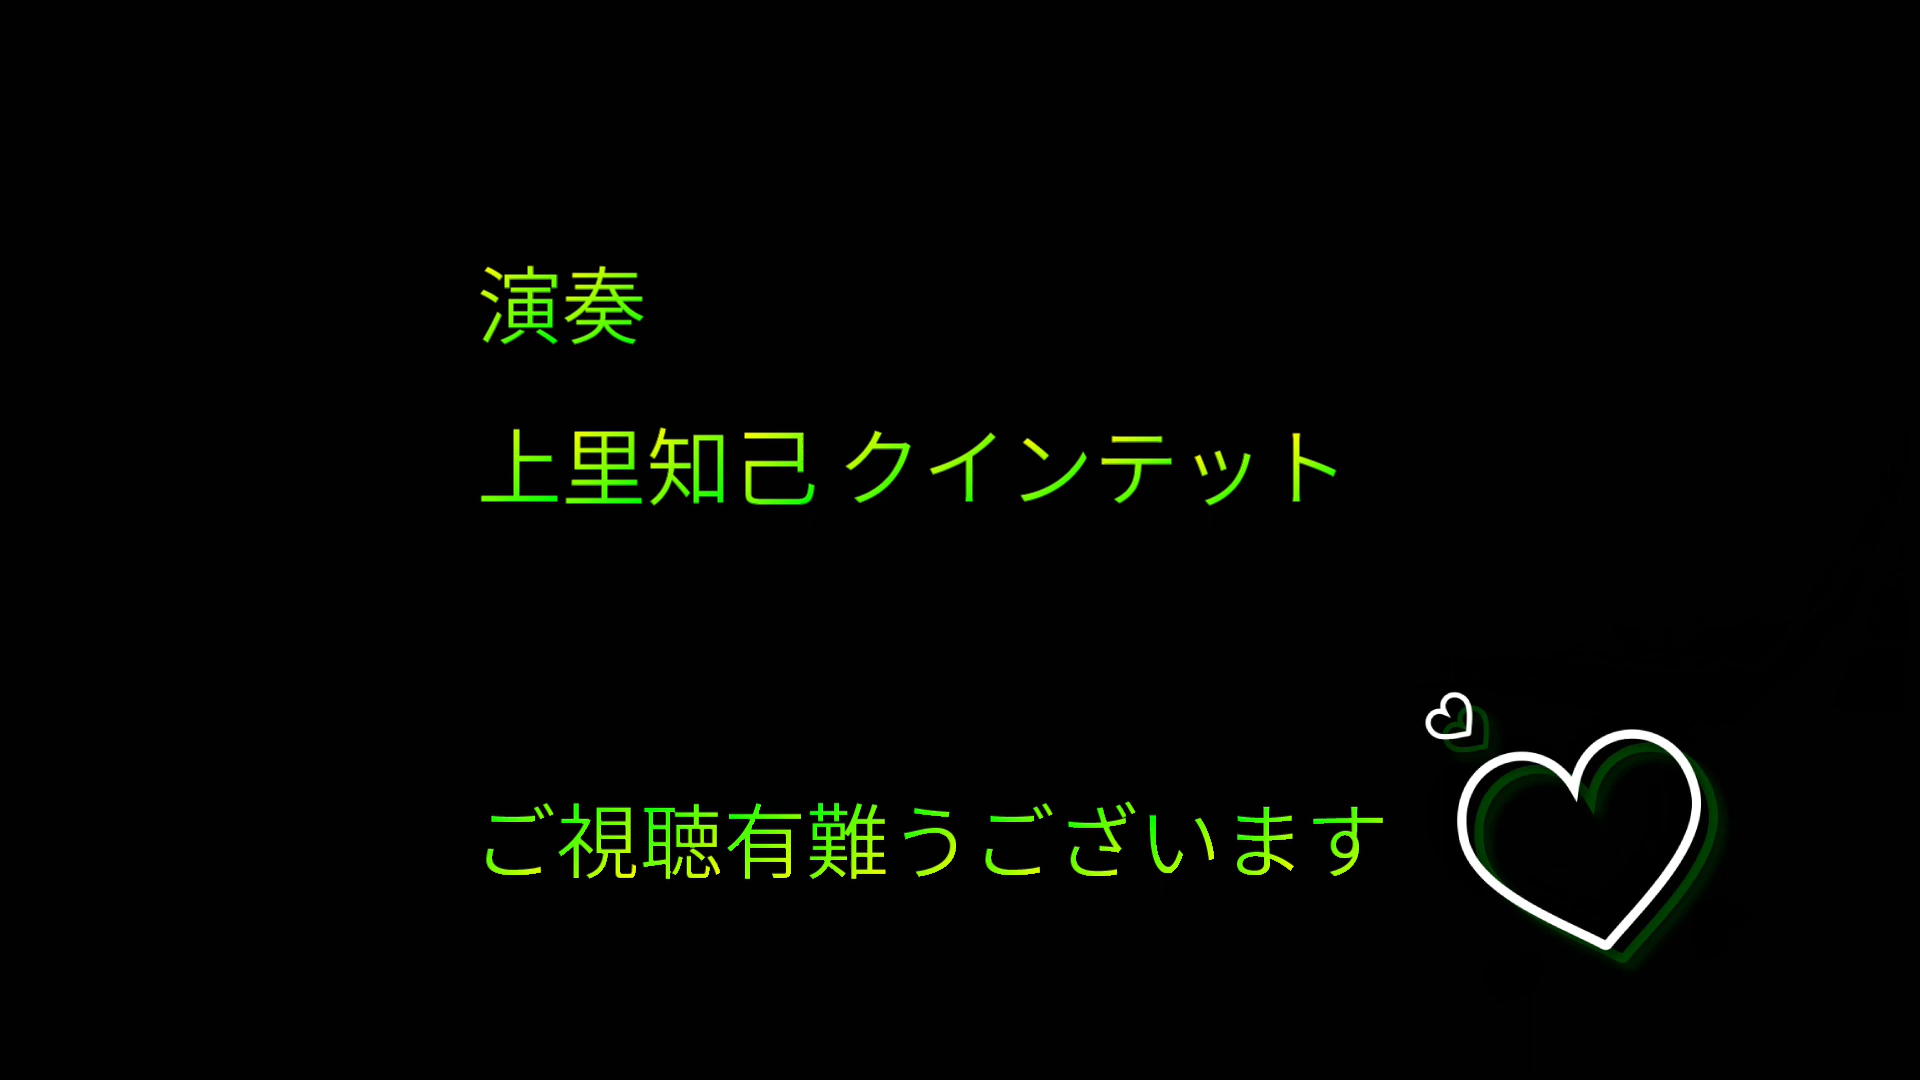 演奏
上里知己 クインテット
ご視聴有難うございます